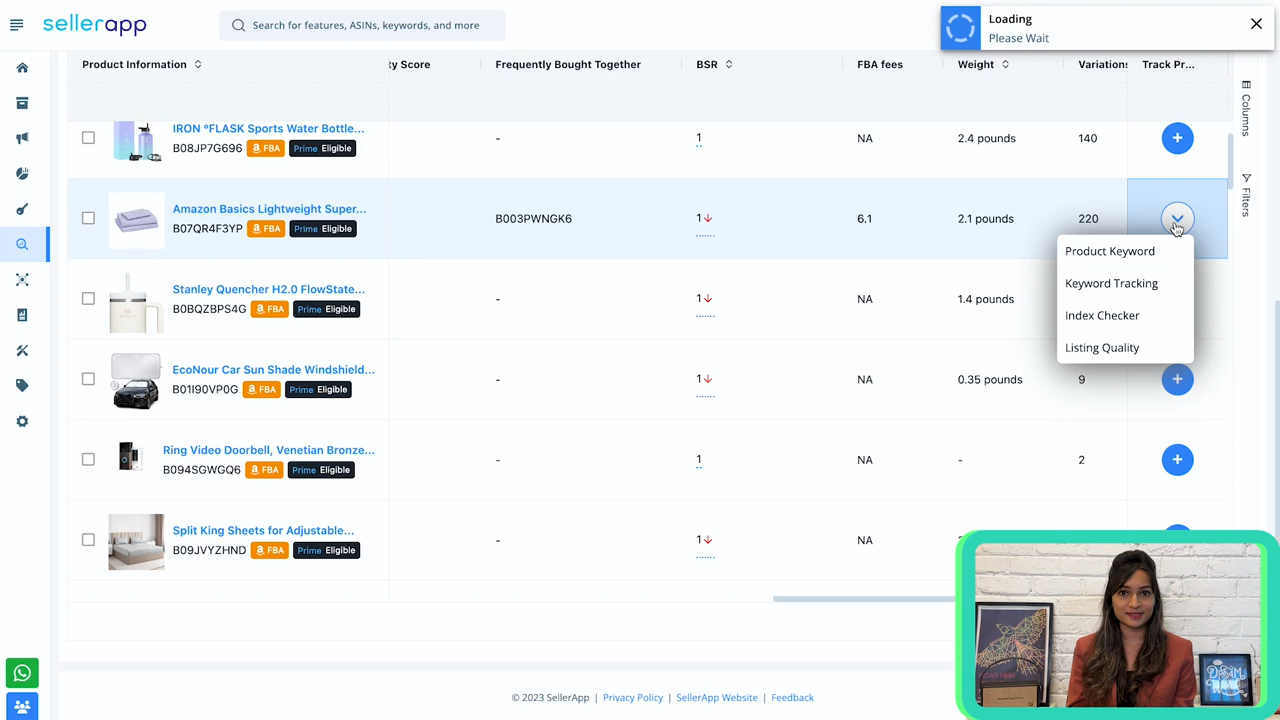 sellerapp
Search for features, ASINs, keywords, and more
Loading
Please Wait
Product Information
ty Score
Frequently Bought Together
BSR
FBA fees
Weight
Variations
Track Pr...
Columns
Filters
IRON °FLASK Sports Water Bottle...
B08JP7G696 FBA Prime Eligible
-
1
NA
2.4 pounds
140
Amazon Basics Lightweight Super...
B07QR4F3YP FBA Prime Eligible
B003PWNGK6
1
6.1
2.1 pounds
220
Product Keyword
Keyword Tracking
Index Checker
Listing Quality
Stanley Quencher H2.0 FlowState...
B0BQZBPS4G FBA Prime Eligible
-
1
NA
1.4 pounds
EcoNour Car Sun Shade Windshield...
B01I90VP0G FBA Prime Eligible
-
1
NA
0.35 pounds
9
Ring Video Doorbell, Venetian Bronze...
B094SGWGQ6 FBA Prime Eligible
-
1
NA
-
2
Split King Sheets for Adjustable...
B09JVYZHND FBA Prime Eligible
-
1
NA
© 2023 SellerApp | Privacy Policy | SellerApp Website | Feedback